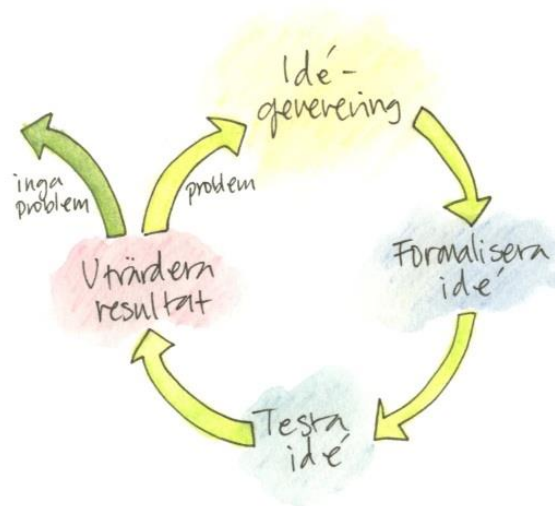 Idé-
generering
Formalisera
idé
Testa
idé
Utvärdera
resultat
problem
inga
problem